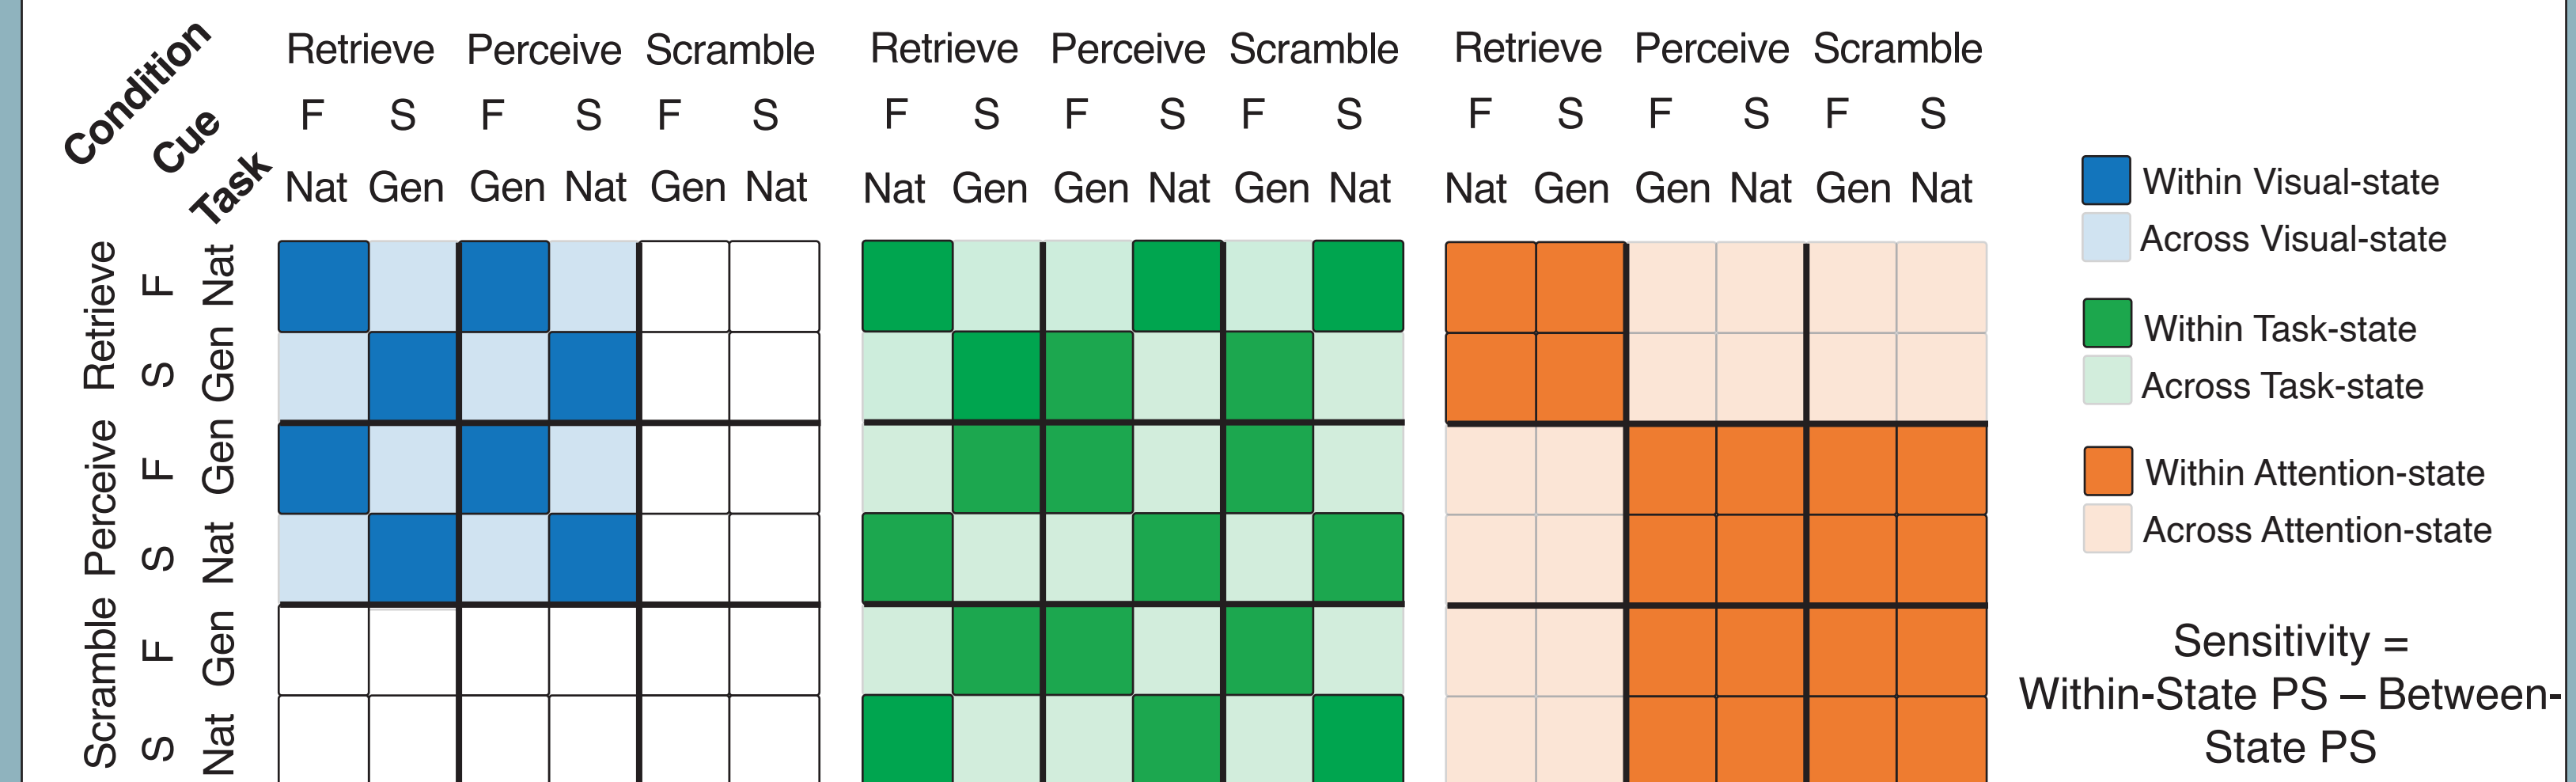 Condition
Cue
Task
Retrieve Perceive Scramble
F S F S F S
Nat Gen Gen Nat Gen Nat
Retrieve Perceive Scramble
F S F S F S
Nat Gen Gen Nat Gen Nat
Retrieve Perceive Scramble
F S F S F S
Nat Gen Gen Nat Gen Nat
Retrieve
F
Nat
S
Gen
Perceive
F
Gen
S
Nat
Scramble
F
Gen
S
Nat
Within Visual-state
Across Visual-state
Within Task-state
Across Task-state
Within Attention-state
Across Attention-state
Sensitivity =
Within-State PS – Between-
State PS